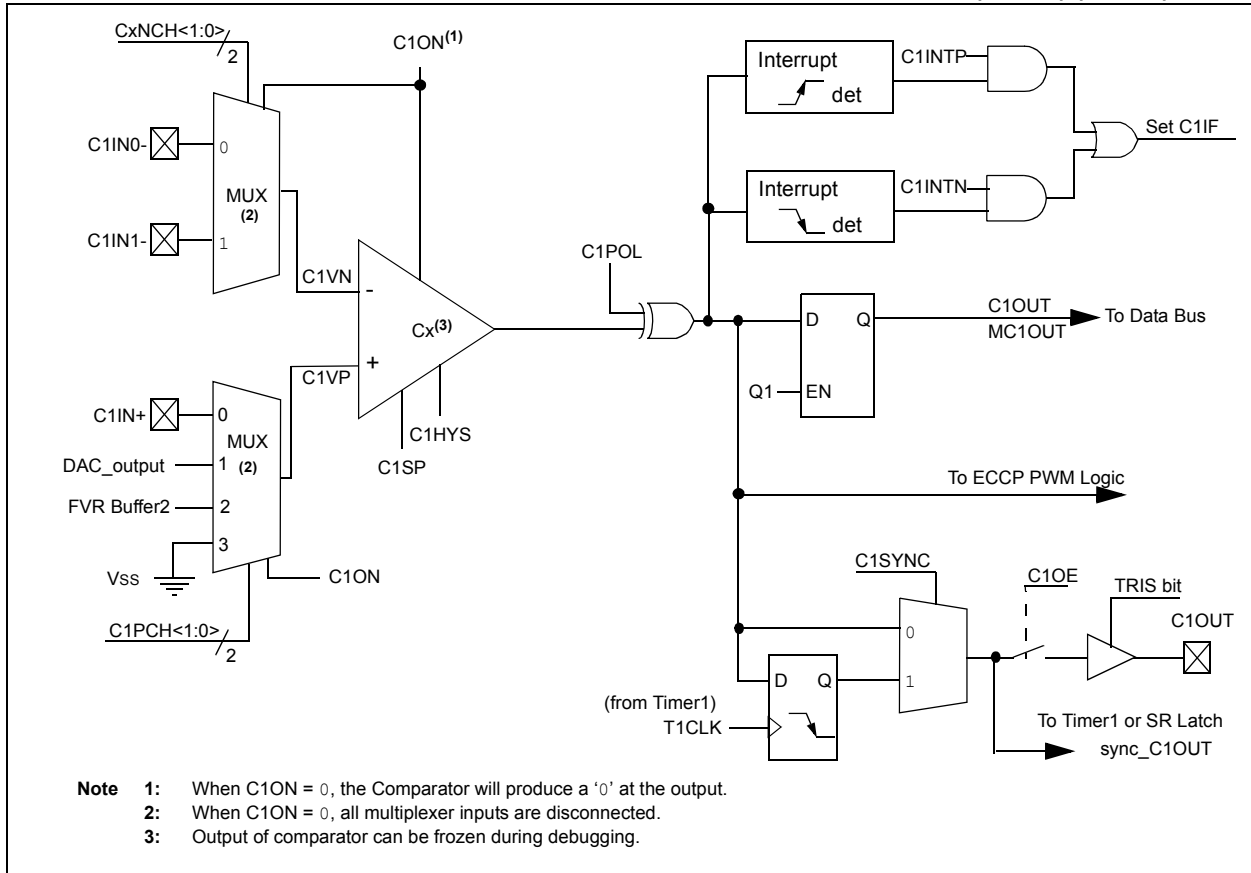 CxNCH<1:0>
2
C1ON(1)
C1IN0-
0
MUX
(2)
C1IN1-
1
C1VN
-
Cx(3)
+
C1VP
C1HYS
C1SP
C1IN+
0
MUX
(2)
DAC_output
1
FVR Buffer2
2
3
VSS
C1ON
C1PCH<1:0>
2
C1POL
Interrupt
det
C1INTP
Interrupt
det
C1INTN
Set C1IF
D Q
Q1
EN
C1OUT
MC1OUT
To Data Bus
To ECCP PWM Logic
C1SYNC
0
1
D Q
(from Timer1)
T1CLK
C1OE
TRIS bit
C1OUT
To Timer1 or SR Latch
sync_C1OUT
Note 1: When C1ON = 0, the Comparator will produce a ‘0’ at the output.
2: When C1ON = 0, all multiplexer inputs are disconnected.
3: Output of comparator can be frozen during debugging.